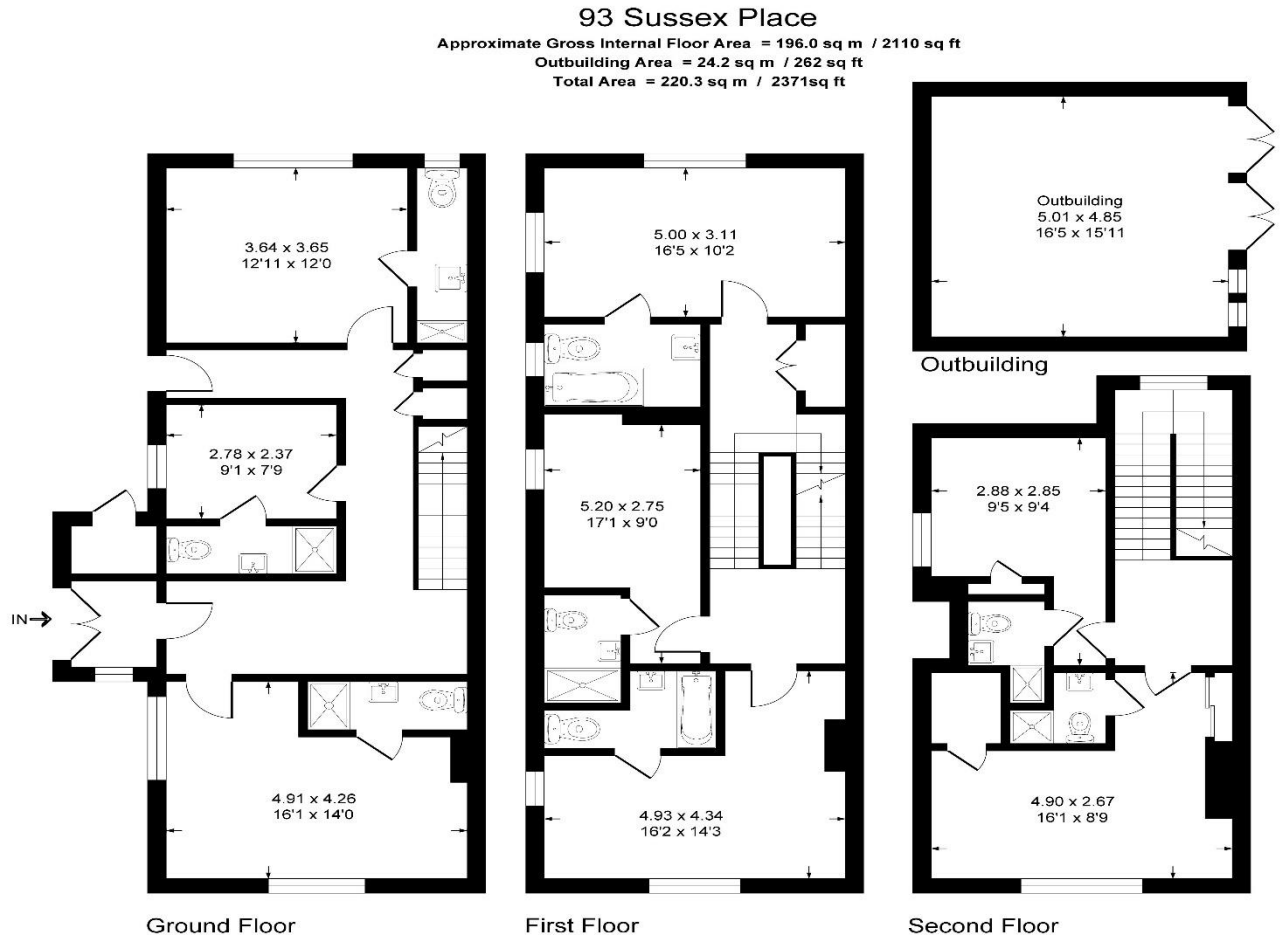 93 Sussex Place
Approximate Gross Internal Floor Area = 196.0 sq m / 2110 sq ft
Outbuilding Area = 24.2 sq m / 262 sq ft
Total Area = 220.3 sq m / 2371sq ft
3.64 x 3.65
12'11 x 12'0
2.78 x 2.37
9'1 x 7'9
IN
4.91 x 4.26
16'1 x 14'0
Ground Floor
5.00 x 3.11
16'5 x 10'2
5.20 x 2.75
17'1 x 9'0
4.93 x 4.34
16'2 x 14'3
First Floor
Outbuilding
5.01 x 4.85
16'5 x 15'11
Outbuilding
2.88 x 2.85
9'5 x 9'4
4.90 x 2.67
16'1 x 8'9
Second Floor